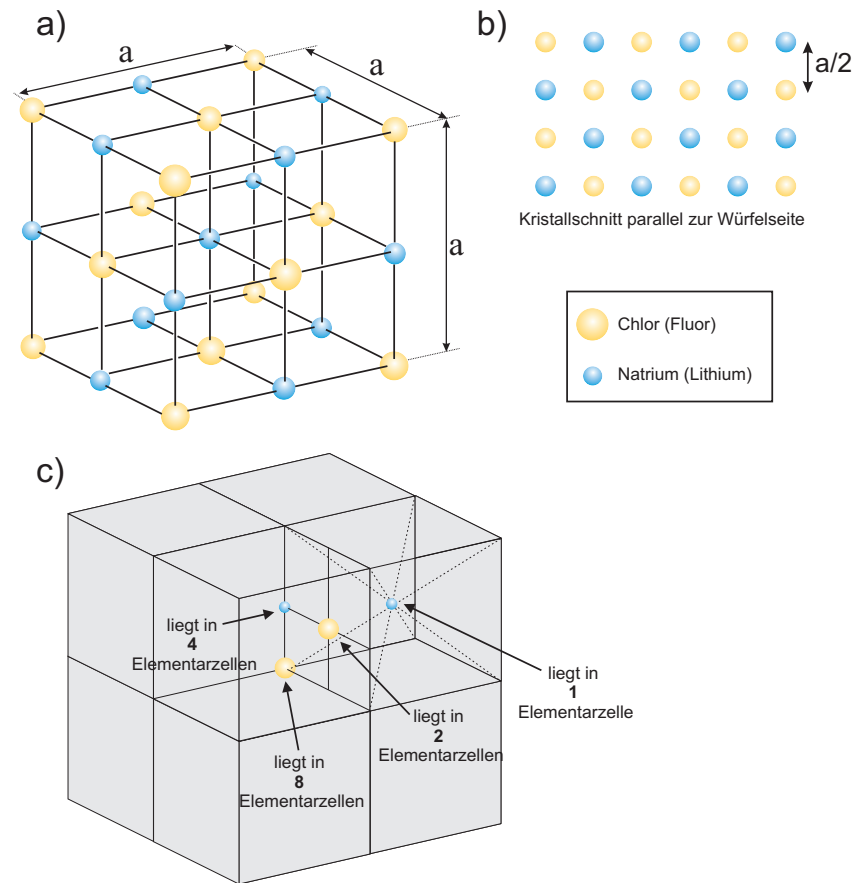 a)
a
a
a
b)
a/2
Kristallschnitt parallel zur Würfelseite
Chlor (Fluor)
Natrium (Lithium)
c)
liegt in
4
Elementarzellen
liegt in
1
Elementarzelle
liegt in
2
Elementarzellen
liegt in
8
Elementarzellen